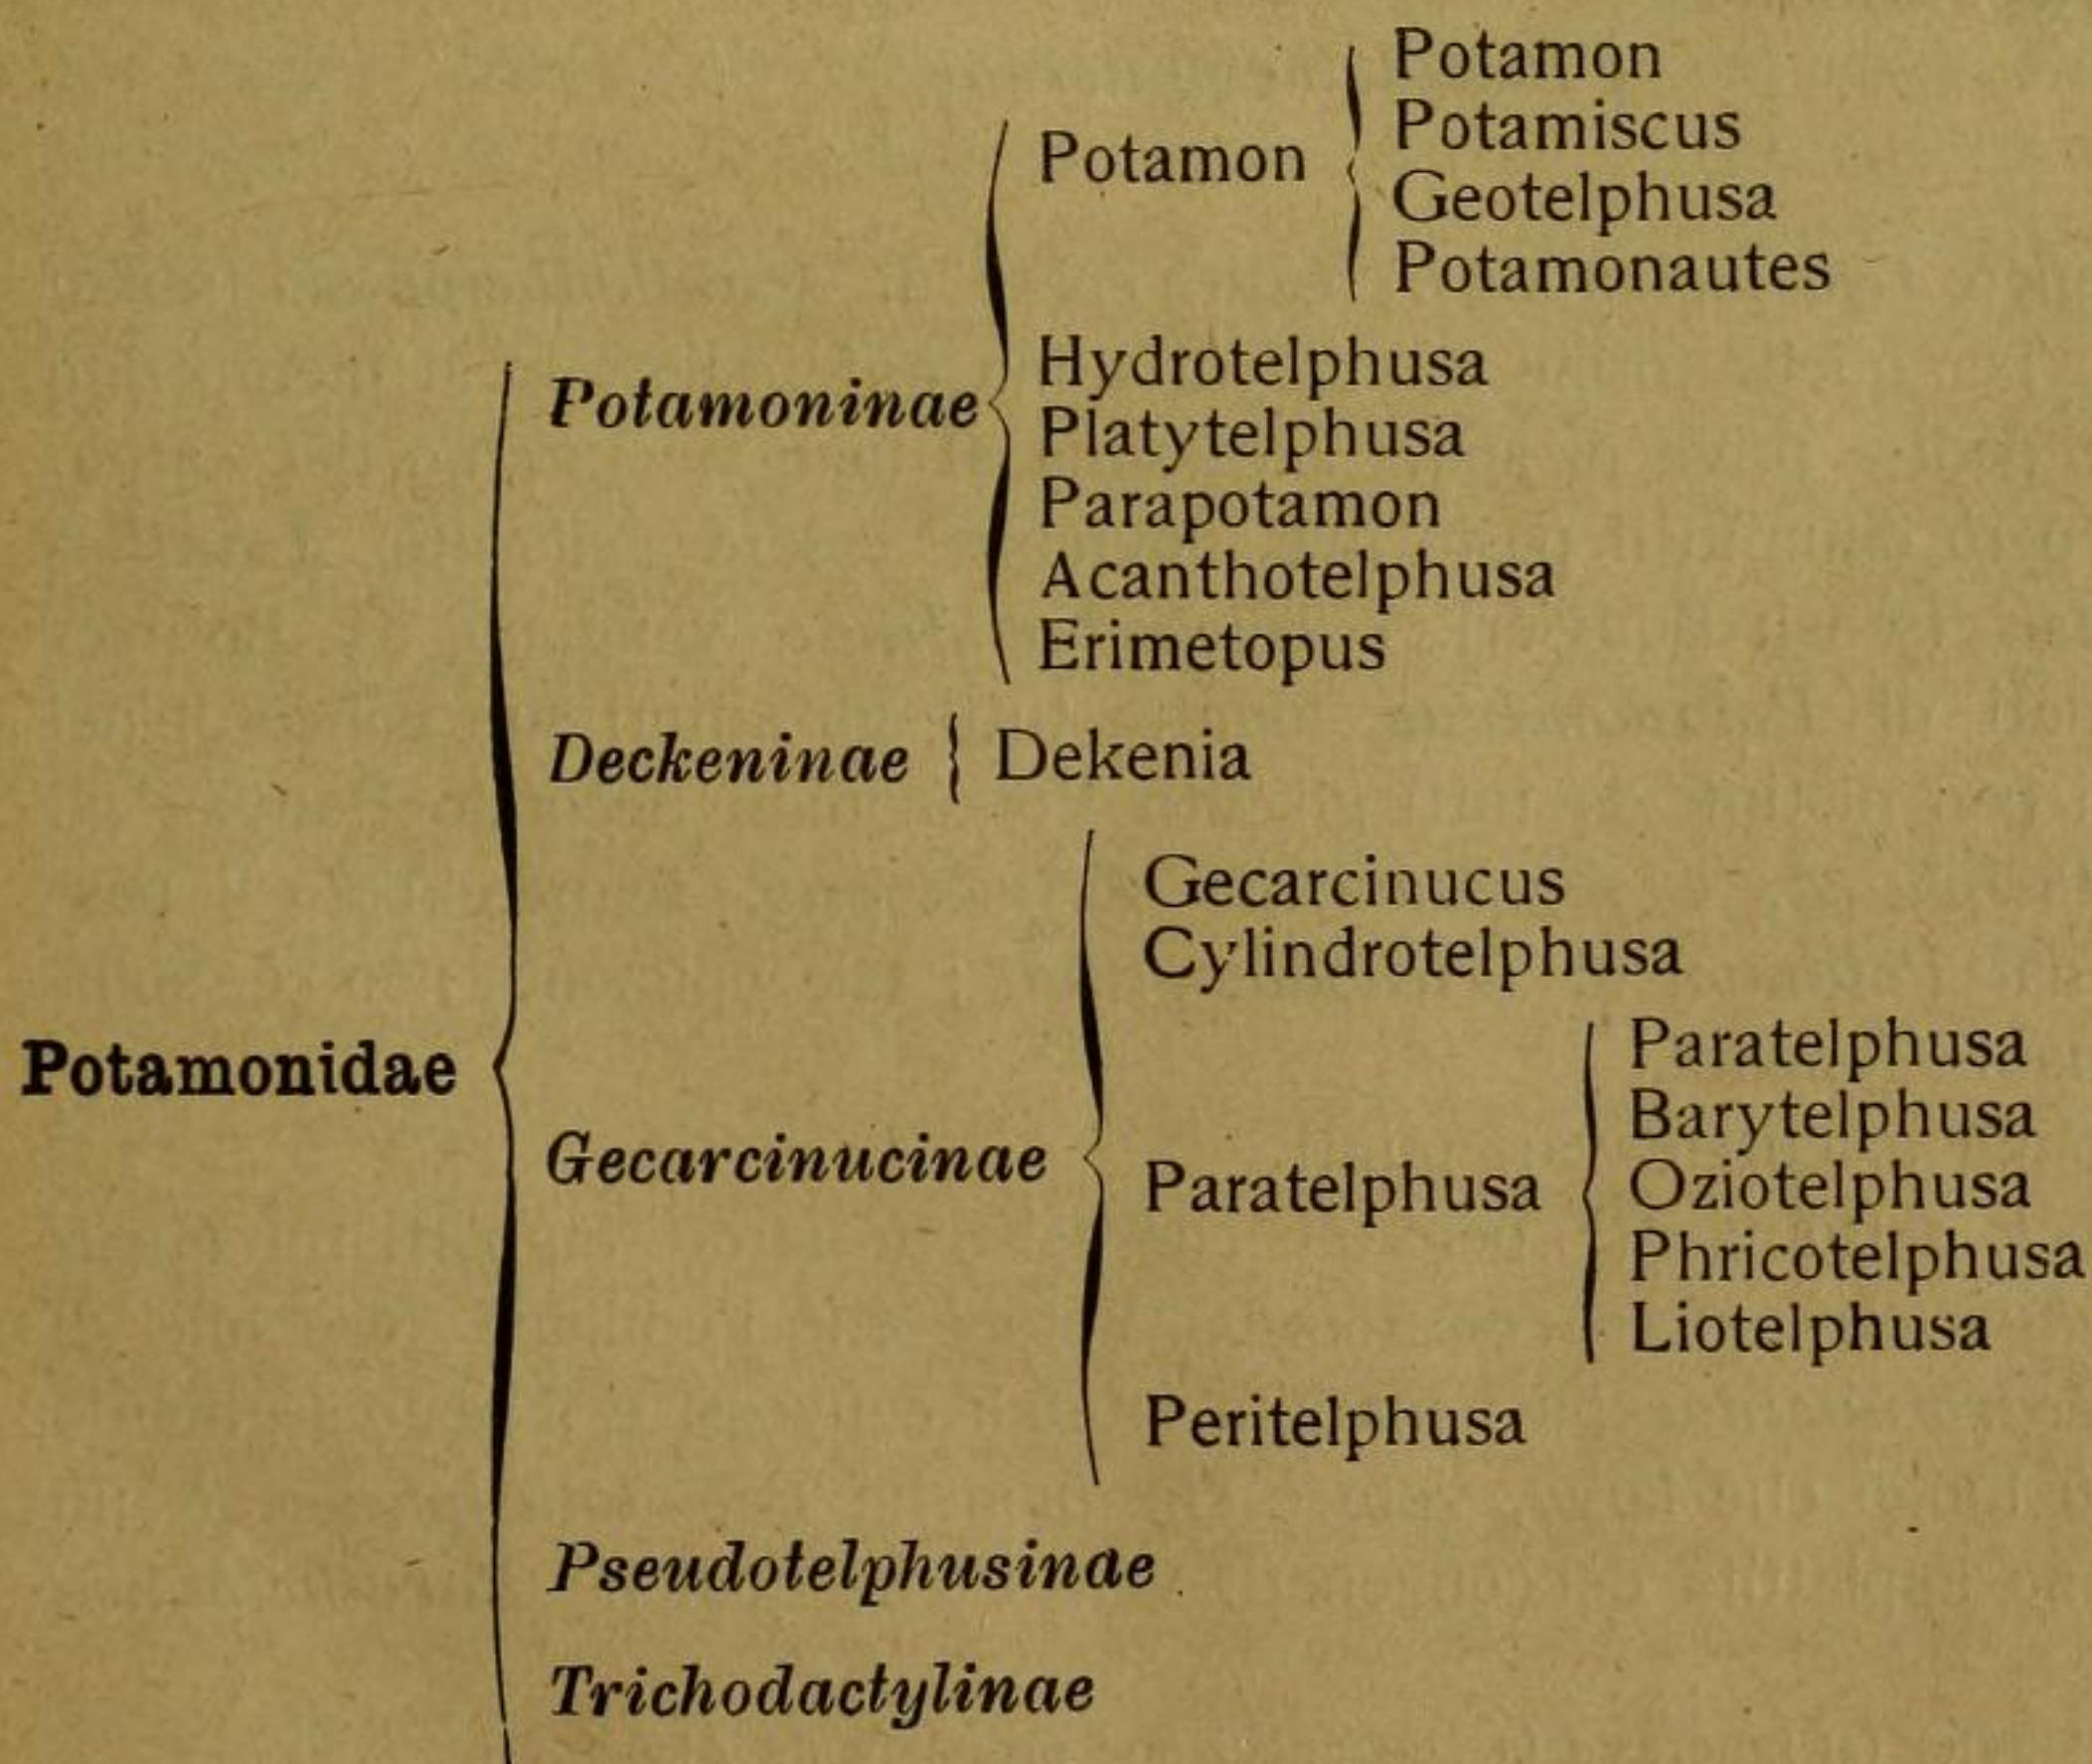 Potamon
Potamiscus
Potamon
Geotelphusa
Potamonautes
Hydrotelphusa
Potamoninae
Platytelphusa
Parapotamon
Acanthotelphusa
Erimetopus
Deckeninae { Dekenia
Gecarcinucus
Cylindrotelphusa
Potamonidae
Paratelphusa
Barytelphusa
Gecarcinucinae
Paratelphusa
Oziotelphusa
Phricotelphusa
Liotelphusa
Peritelphusa
Pseudotelphusinae
Trichodactylinae